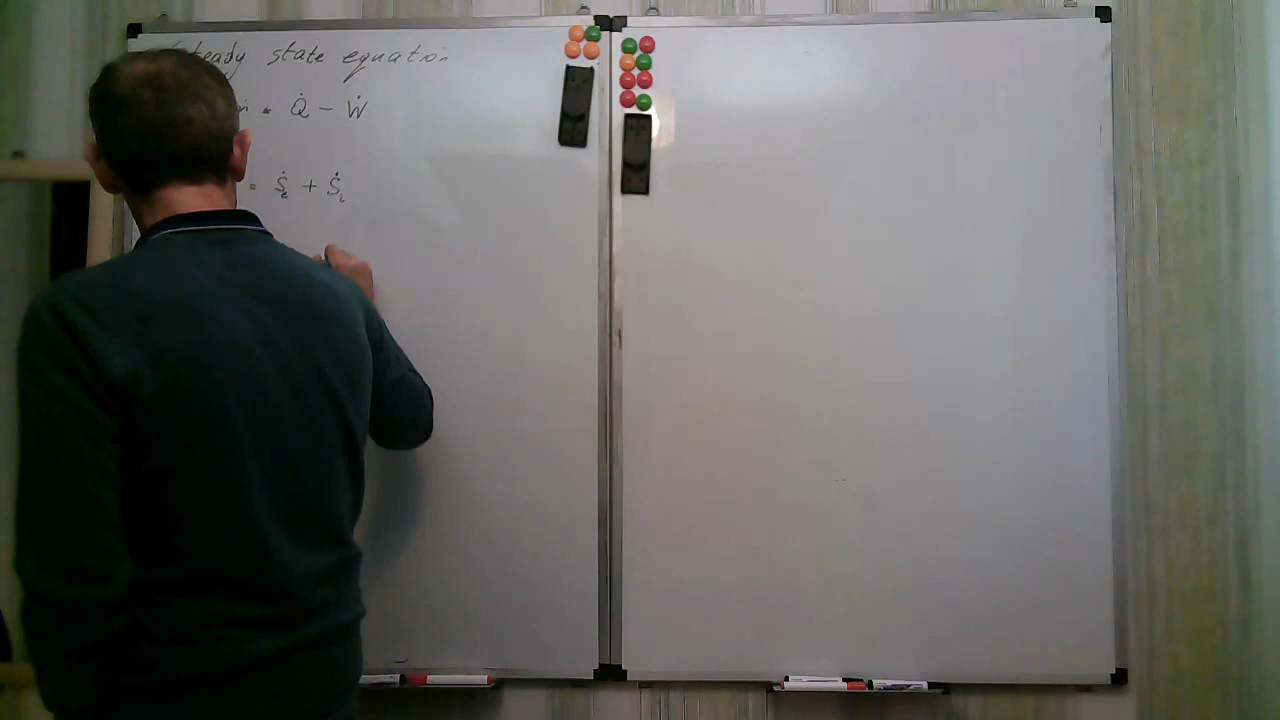 Steady state equation
ṁ = Q̇ - Ẇ
= Ṡe + Ṡi